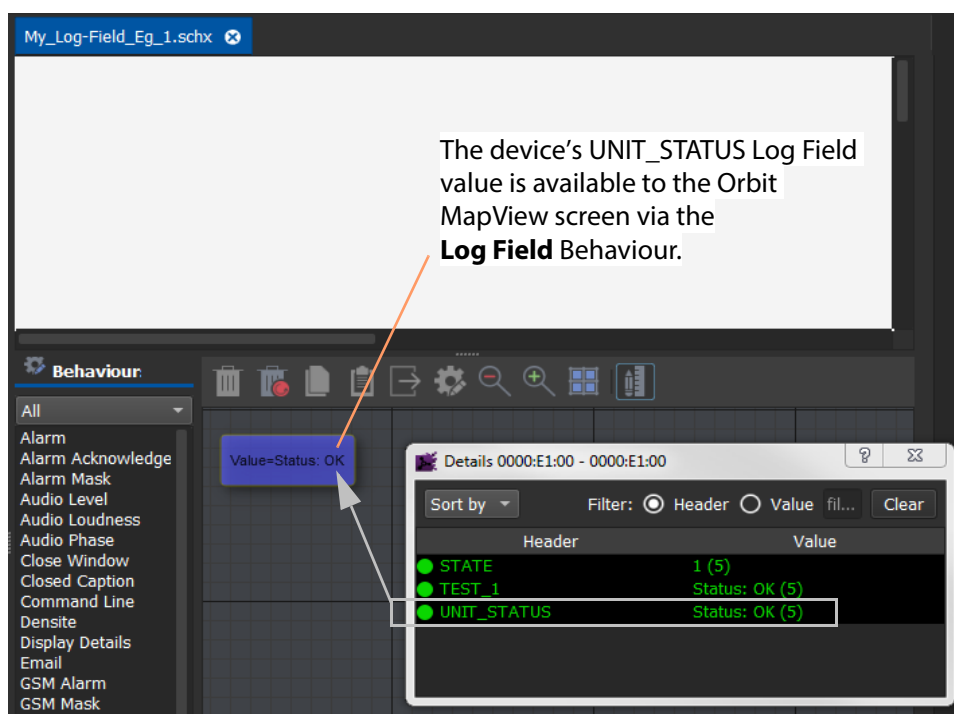 My_Log-Field_Eg_1.schx
The device’s UNIT_STATUS Log Field
value is available to the Orbit
MapView screen via the
Log Field Behaviour.
Behaviour
All
Alarm
Alarm Acknowledge
Alarm Mask
Audio Level
Audio Loudness
Audio Phase
Close Window
Closed Caption
Command Line
Densite
Display Details
Email
GSM Alarm
GSM Mask
Value=Status: OK
Details 0000:E1:00 - 0000:E1:00
Sort by Filter: Header Value fil... Clear
Header Value
STATE 1 (5)
TEST_1 Status: OK (5)
UNIT_STATUS Status: OK (5)